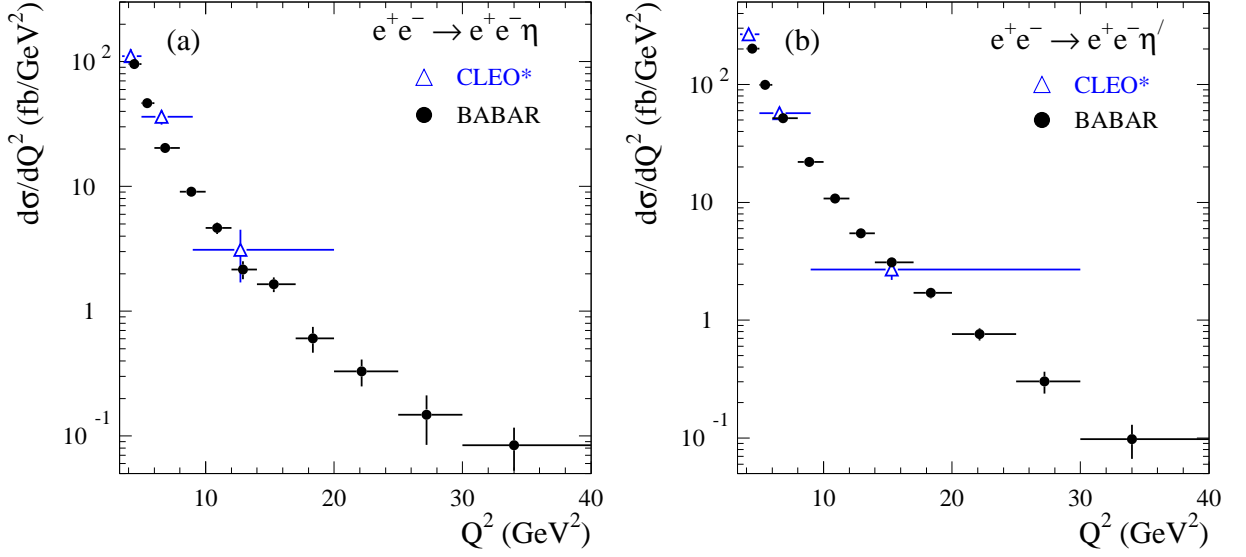 (a)
e⁺e⁻ → e⁺e⁻η
CLEO*
BABAR
dσ/dQ² (fb/GeV²)
10²
10
1
10⁻¹
10 20 30 40
Q² (GeV²)
(b)
e⁺e⁻ → e⁺e⁻η′
CLEO*
BABAR
dσ/dQ² (fb/GeV²)
10²
10
1
10⁻¹
10 20 30 40
Q² (GeV²)